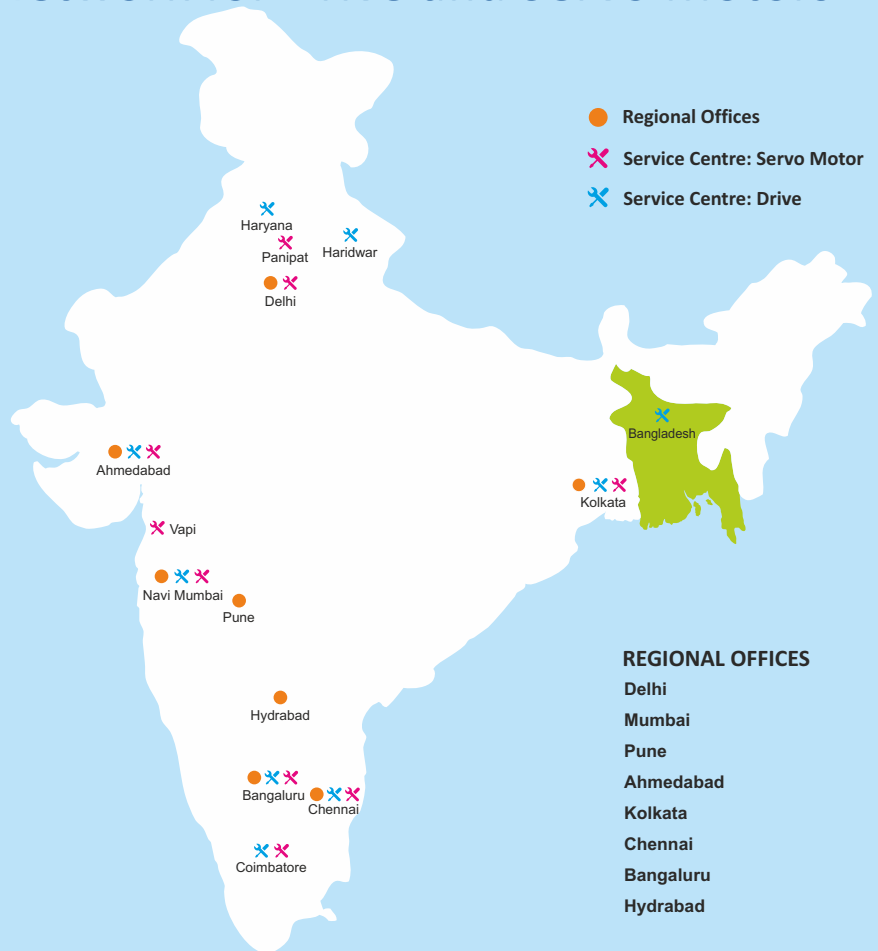 Regional Offices
Service Centre: Servo Motor
Service Centre: Drive
Haryana
Panipat
Haridwar
Delhi
Bangladesh
Ahmedabad
Kolkata
Vapi
Navi Mumbai
Pune
Hydrabad
Bangaluru
Chennai
Coimbatore
REGIONAL OFFICES
Delhi
Mumbai
Pune
Ahmedabad
Kolkata
Chennai
Bangaluru
Hydrabad